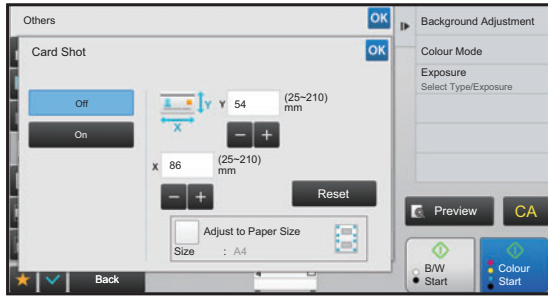 Others
OK
Card Shot
OK
Off
On
Y
X
Y 54 (25~210)
mm
X 86 (25~210)
mm
Reset
Adjust to Paper Size
Size : A4
Back
Background Adjustment
Colour Mode
Exposure
Select Type/Exposure
Preview
CA
B/W
Start
Colour
Start